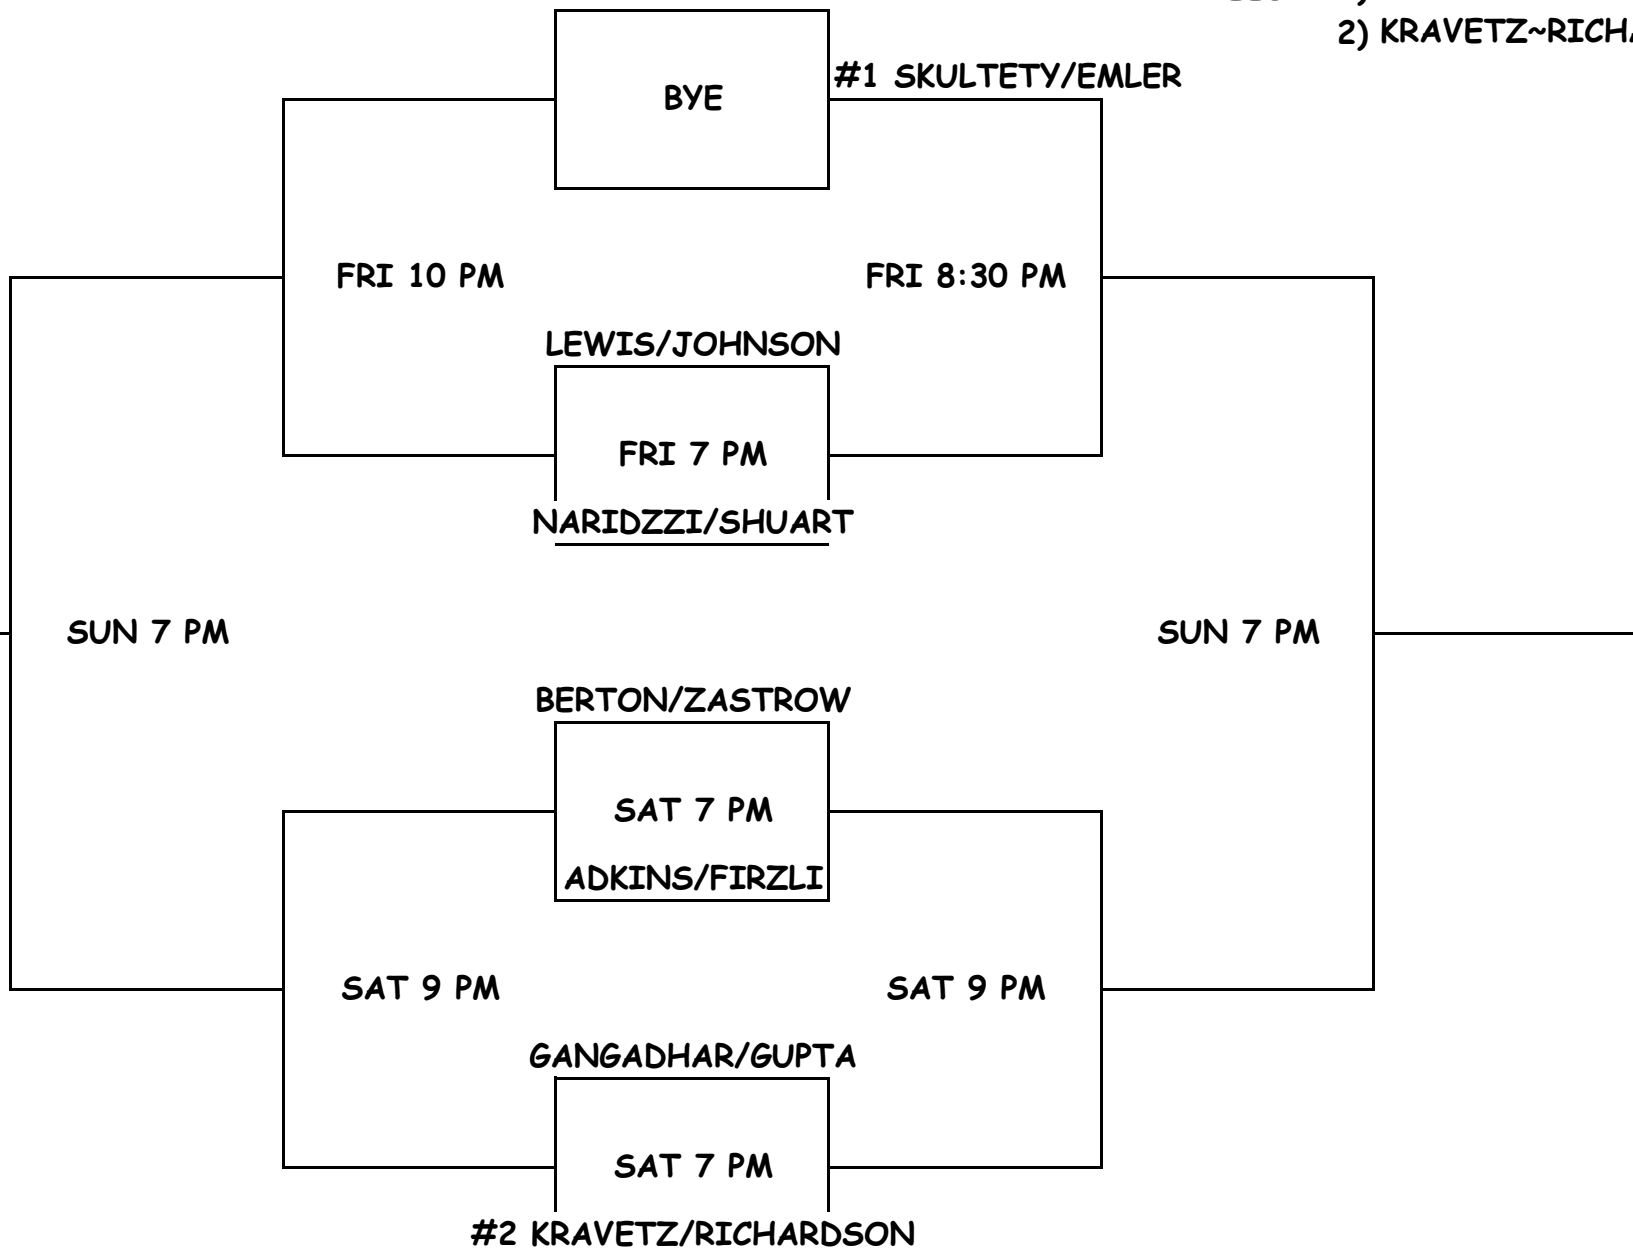 2) KRAVETZ~RICHA
#1 SKULTETY/EMLER
BYE
FRI 10 PM
FRI 8:30 PM
LEWIS/JOHNSON
FRI 7 PM
NARIDZZI/SHUART
SUN 7 PM
SUN 7 PM
BERTON/ZASTROW
SAT 7 PM
ADKINS/FIRZLI
SAT 9 PM
SAT 9 PM
GANGADHAR/GUPTA
SAT 7 PM
#2 KRAVETZ/RICHARDSON